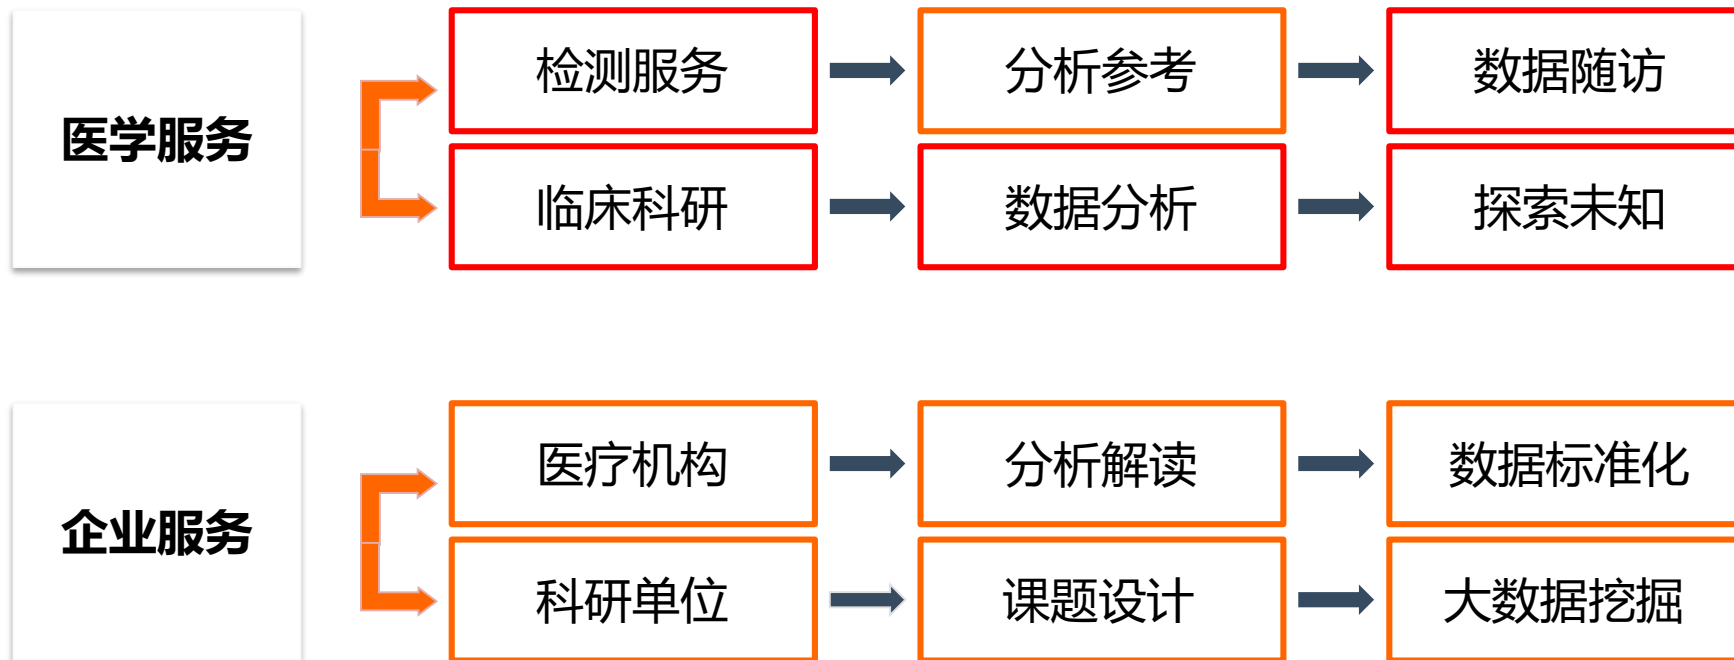 医学服务
检测服务
分析参考
数据随访
临床科研
数据分析
探索未知
企业服务
医疗机构
分析解读
数据标准化
科研单位
课题设计
大数据挖掘